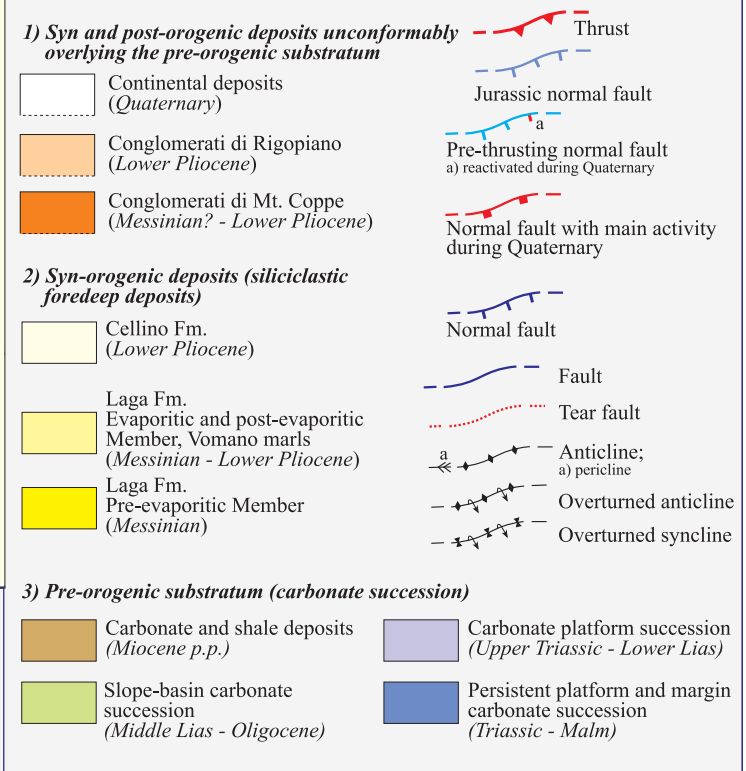 1) Syn and post-orogenic deposits unconformably
overlying the pre-orogenic substratum
Continental deposits
(Quaternary)
Conglomerati di Rigopiano
(Lower Pliocene)
Conglomerati di Mt. Coppe
(Messinian? - Lower Pliocene)
2) Syn-orogenic deposits (siliciclastic
foredeep deposits)
Cellino Fm.
(Lower Pliocene)
Laga Fm.
Evaporitic and post-evaporitic
Member, Vomano marls
(Messinian - Lower Pliocene)
Laga Fm.
Pre-evaporitic Member
(Messinian)
Thrust
Jurassic normal fault
a
Pre-thrusting normal fault
a) reactivated during Quaternary
Normal fault with main activity
during Quaternary
Normal fault
Fault
Tear fault
a
Anticline;
a) pericline
Overturned anticline
Overturned syncline
3) Pre-orogenic substratum (carbonate succession)
Carbonate and shale deposits
(Miocene p.p.)
Slope-basin carbonate
succession
(Middle Lias - Oligocene)
Carbonate platform succession
(Upper Triassic - Lower Lias)
Persistent platform and margin
carbonate succession
(Triassic - Malm)